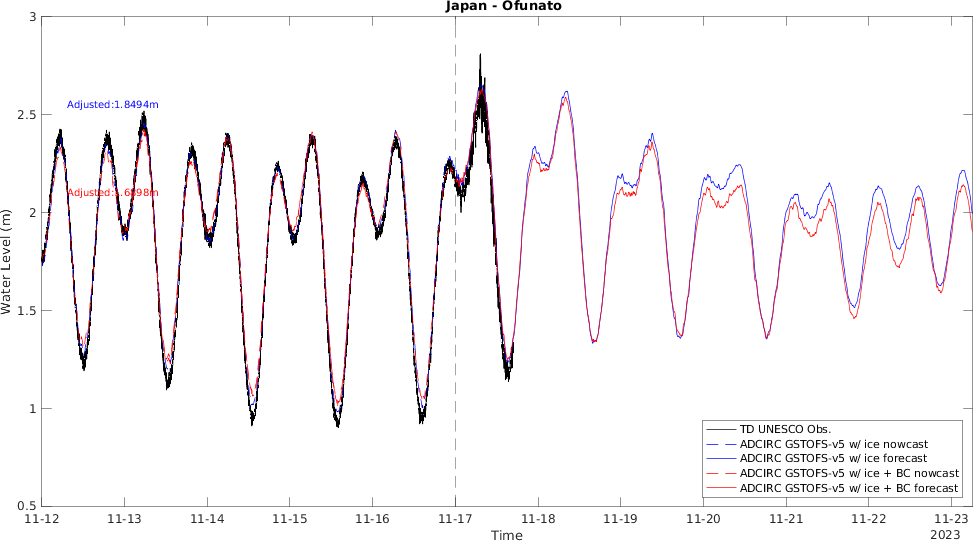 Japan - Ofunato
3
2.5
2
1.5
1
0.5
Water Level (m)
Adjusted:1.8494m
Adjusted:1.6898m
TD UNESCO Obs.
ADCIRC GSTOFS-v5 w/ ice nowcast
ADCIRC GSTOFS-v5 w/ ice forecast
ADCIRC GSTOFS-v5 w/ ice + BC nowcast
ADCIRC GSTOFS-v5 w/ ice + BC forecast
11-12 11-13 11-14 11-15 11-16 11-17 11-18 11-19 11-20 11-21 11-22 11-23
2023
Time